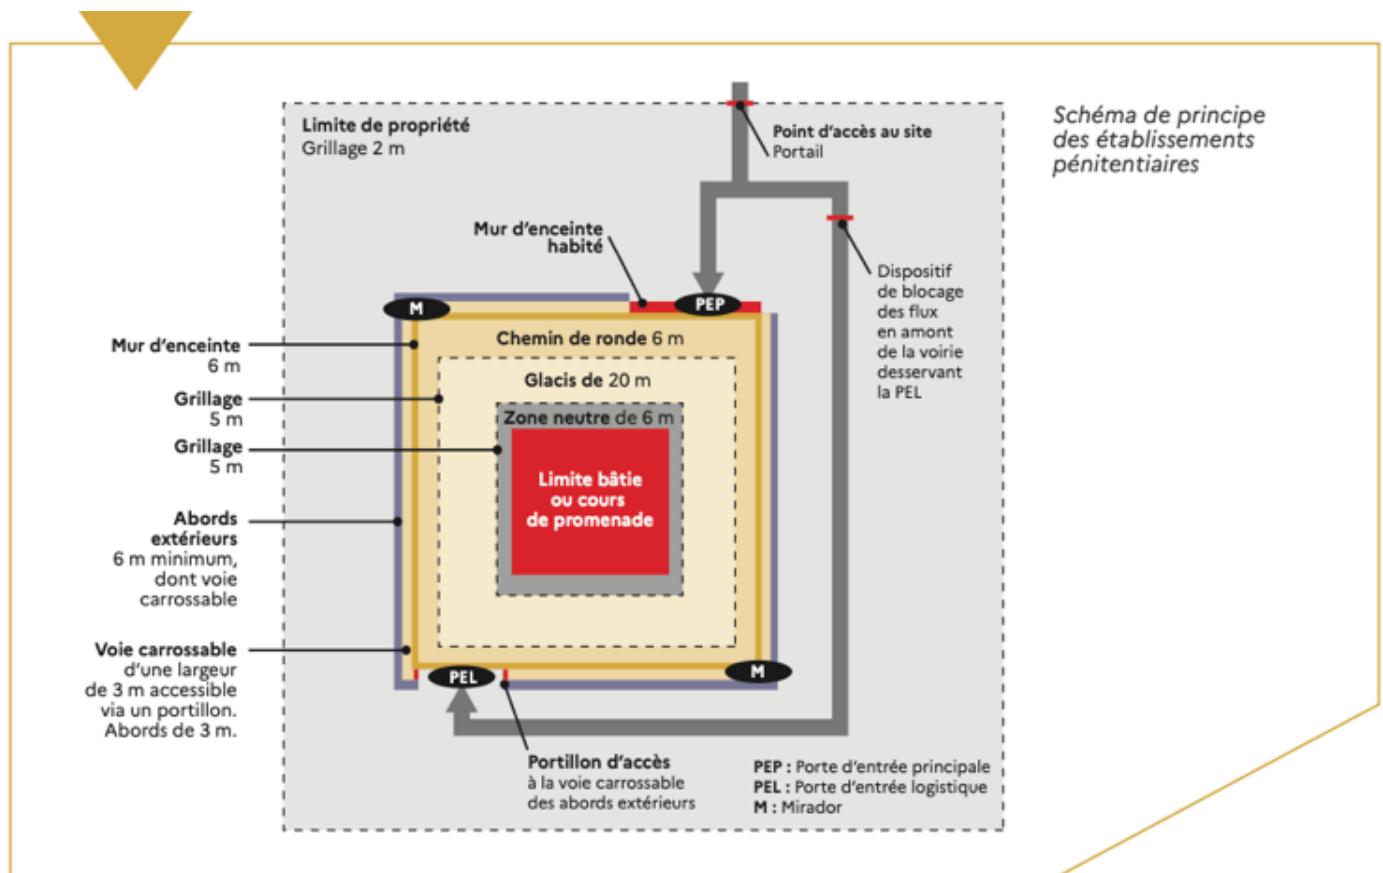 Schéma de principe
des établissements
pénitentiaires
Limite de propriété
Grillage 2 m
Point d'accès au site
Portail
Mur d'enceinte
habité
Dispositif
de blocage
des flux
en amont
de la voirie
desservant
la PEL
M
PEP
Chemin de ronde 6 m
Mur d'enceinte
6 m
Glacis de 20 m
Grillage
5 m
Zone neutre de 6 m
Grillage
5 m
Limite bâtie
ou cours
de promenade
Abords
extérieurs
6 m minimum,
dont voie
carrossable
Voie carrossable
d'une largeur
de 3 m accessible
via un portillon.
Abords de 3 m.
PEL
M
Portillon d'accès
à la voie carrossable
des abords extérieurs
PEP : Porte d'entrée principale
PEL : Porte d'entrée logistique
M : Mirador